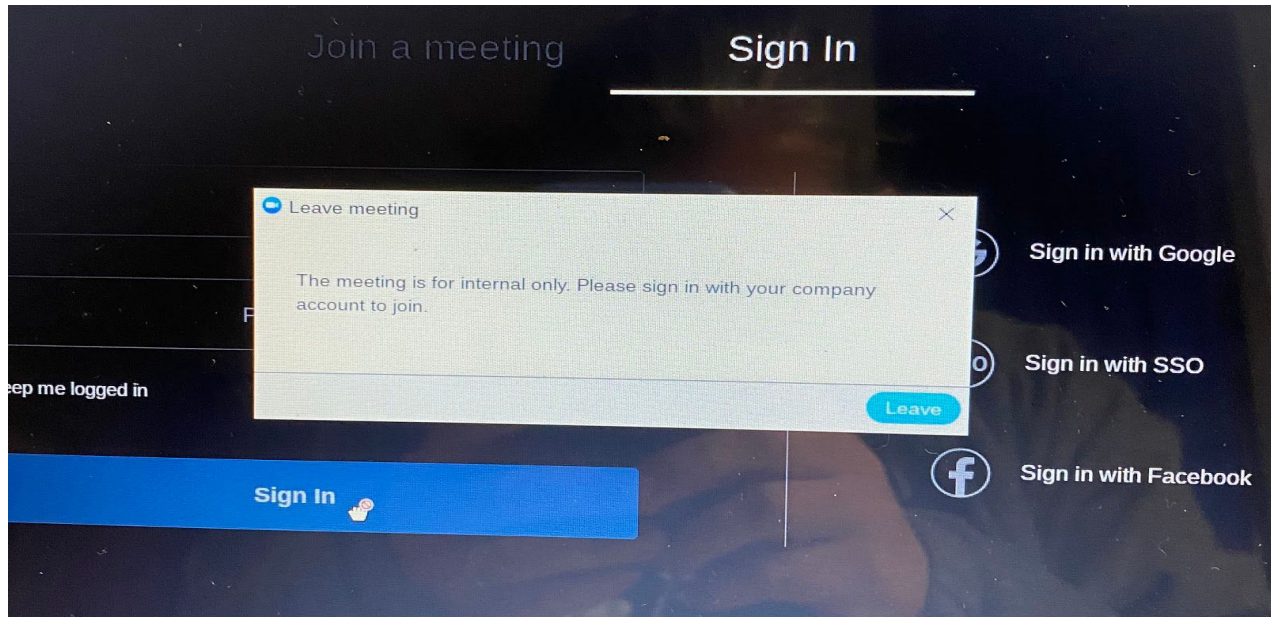 Join a meeting
Sign In
Leave meeting
The meeting is for internal only. Please sign in with your company
account to join.
Leave
eep me logged in
Sign In
Sign in with Google
Sign in with SSO
Sign in with Facebook